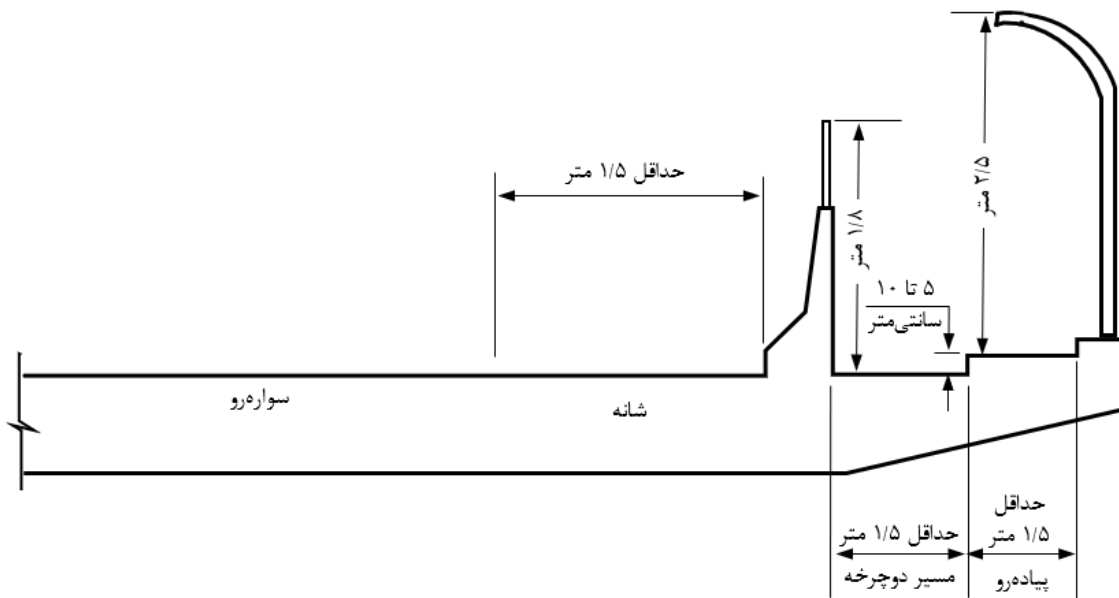 ۲/۵ متر
حداقل ۱/۵ متر
۱/۸ متر
۵ تا ۱۰
سانتی‌متر
سواره‌رو
شانه
حداقل
۱/۵ متر
پیاده‌رو
حداقل ۱/۵ متر
مسیر دوچرخه